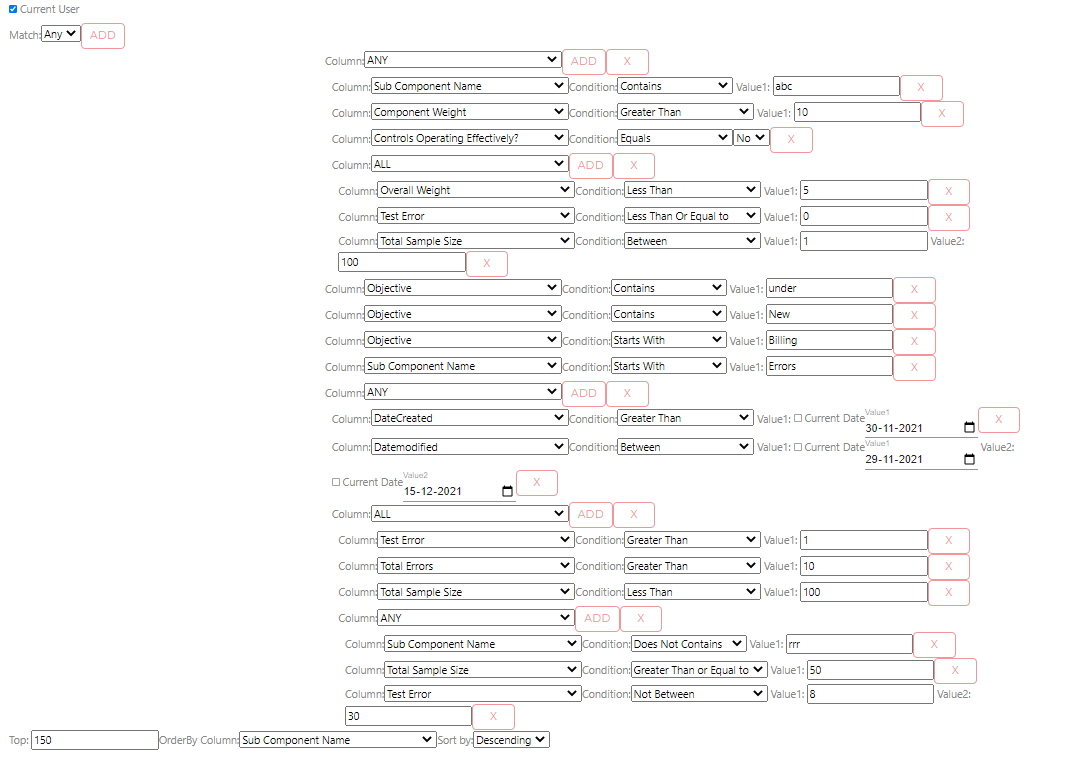 Current User
Match: Any ADD
Column: ANY ADD X
Column: Sub Component Name Condition: Contains Value1: abc X
Column: Component Weight Condition: Greater Than Value1: 10 X
Column: Controls Operating Effectively? Condition: Equals No X
Column: ALL ADD X
Column: Overall Weight Condition: Less Than Value1: 5 X
Column: Test Error Condition: Less Than Or Equal to Value1: 0 X
Column: Total Sample Size Condition: Between Value1: 1 Value2:
100 X
Column: Objective Condition: Contains Value1: under X
Column: Objective Condition: Contains Value1: New X
Column: Objective Condition: Starts With Value1: Billing X
Column: Sub Component Name Condition: Starts With Value1: Errors X
Column: ANY ADD X
Value1
Column: DateCreated Condition: Greater Than Value1: Current Date 30-11-2021 X
Value1
Column: Datemodified Condition: Between Value1: Current Date 29-11-2021 Value2:
Value2
Current Date 15-12-2021 X
Column: ALL ADD X
Column: Test Error Condition: Greater Than Value1: 1 X
Column: Total Errors Condition: Greater Than Value1: 10 X
Column: Total Sample Size Condition: Less Than Value1: 100 X
Column: ANY ADD X
Column: Sub Component Name Condition: Does Not Contains Value1: rrr X
Column: Total Sample Size Condition: Greater Than or Equal to Value1: 50 X
Column: Test Error Condition: Not Between Value1: 8 Value2:
30 X
Top: 150 OrderBy Column: Sub Component Name Sort by: Descending